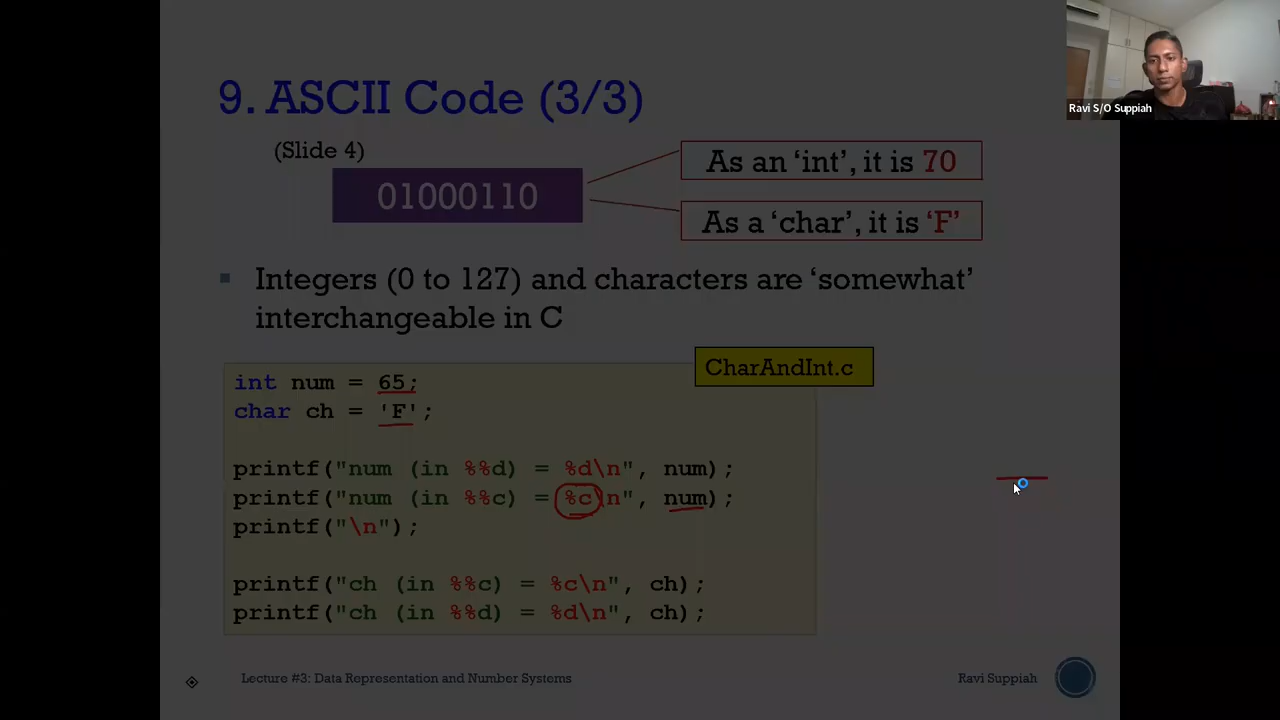 Ravi S/O Suppiah
9. ASCII Code (3/3)
(Slide 4)
01000110
As an ‘int’, it is 70
As a ‘char’, it is ‘F’
Integers (0 to 127) and characters are ‘somewhat’
interchangeable in C
CharAndInt.c
int num = 65;
char ch = 'F';
printf("num (in %%d) = %d\n", num);
printf("num (in %%c) = %c\n", num);
printf("\n");
printf("ch (in %%c) = %c\n", ch);
printf("ch (in %%d) = %d\n", ch);
Lecture #3: Data Representation and Number Systems
Ravi Suppiah